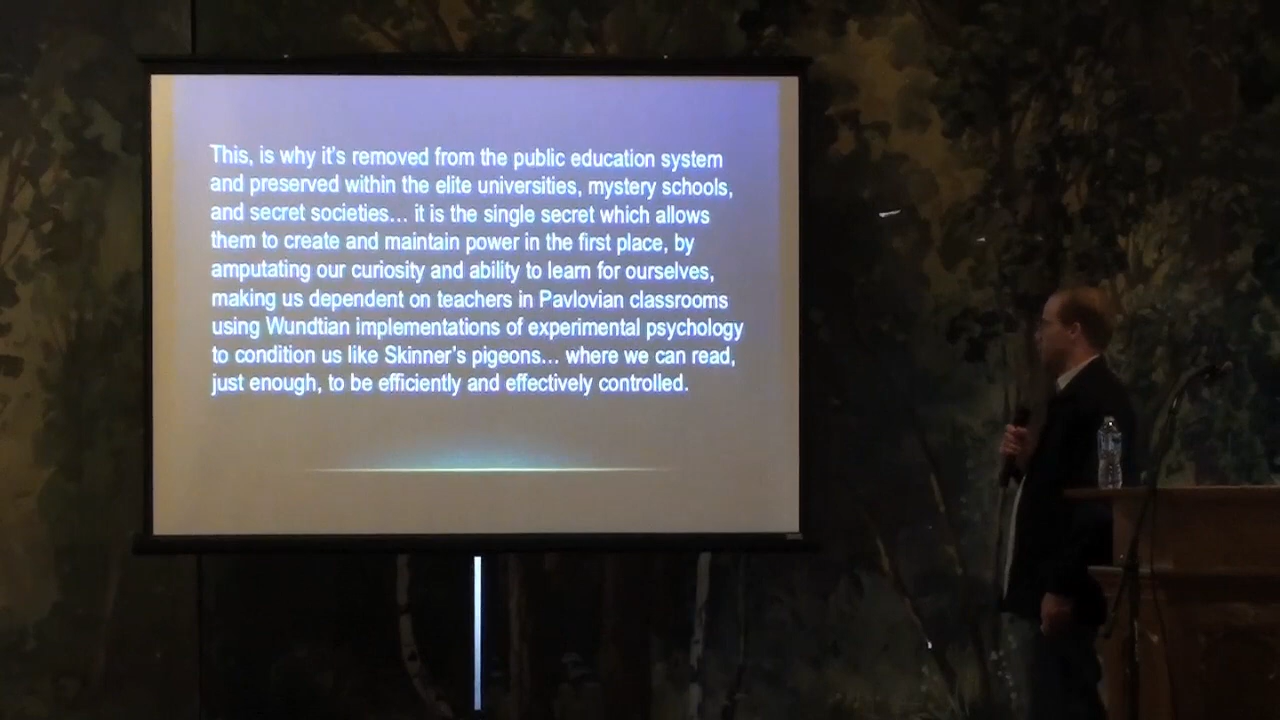 This, is why it's removed from the public education system
and preserved within the elite universities, mystery schools,
and secret societies... it is the single secret which allows
them to create and maintain power in the first place, by
amputating our curiosity and ability to learn for ourselves,
making us dependent on teachers in Pavlovian classrooms
using Wundtian implementations of experimental psychology
to condition us like Skinner's pigeons... where we can read,
just enough, to be efficiently and effectively controlled.